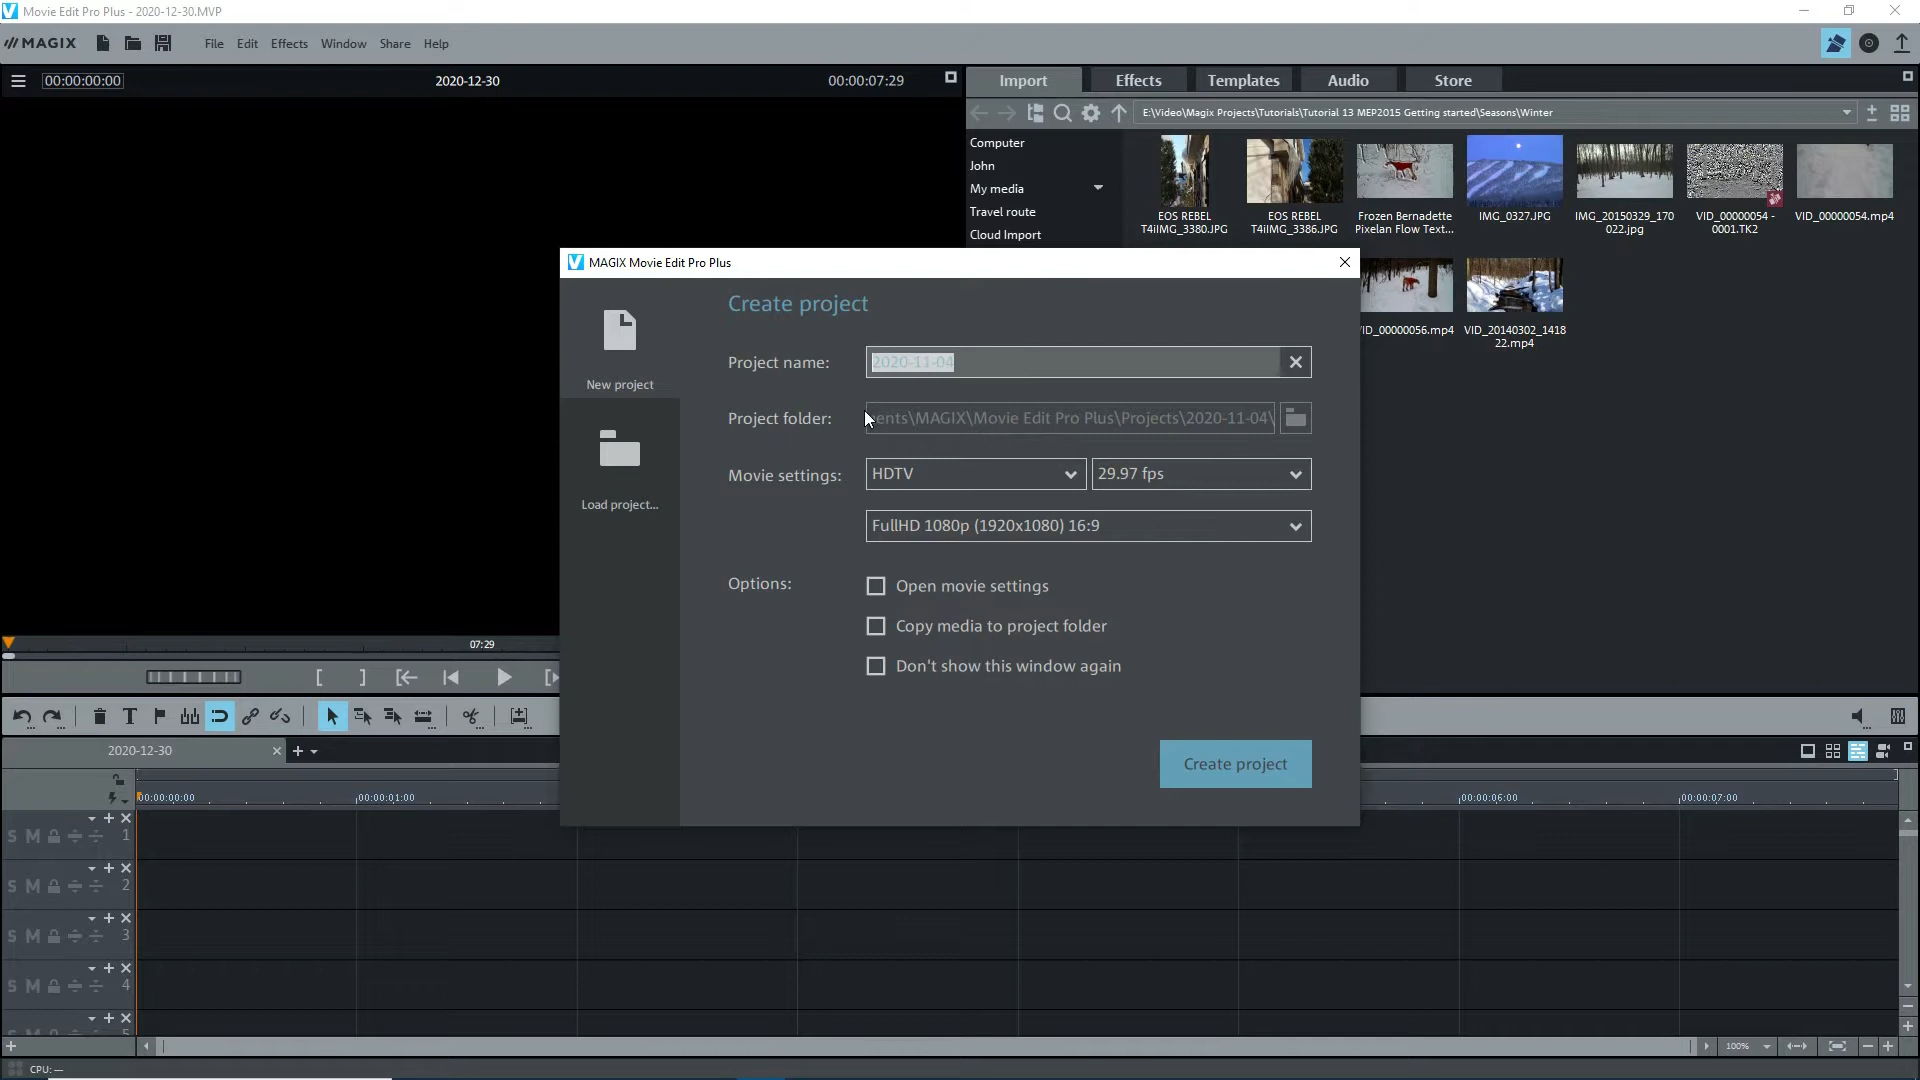 Movie Edit Pro Plus - 2020-12-30.MVP
MAGIX File Edit Effects Window Share Help
00:00:00:00 2020-12-30 00:00:07:29
Import Effects Templates Audio Store
E:\Video\Magix Projects\Tutorials\Tutorial 13 MEP2015 Getting started\Seasons\Winter
Computer
John
My media
Travel route
Cloud Import
EOS REBEL
T4iIMG_3380.JPG
EOS REBEL
T4iIMG_3386.JPG
Frozen Bernadette
Pixelan Flow Text...
IMG_0327.JPG
IMG_20150329_170
022.jpg
VID_00000054 -
0001.TK2
VID_00000054.mp4
VID_00000056.mp4
VID_20140302_1418
22.mp4
MAGIX Movie Edit Pro Plus
New project
Load project...
Create project
Project name: 2020-11-04
Project folder: ents\MAGIX\Movie Edit Pro Plus\Projects\2020-11-04\
Movie settings: HDTV 29.97 fps
FullHD 1080p (1920x1080) 16:9
Options: Open movie settings
Copy media to project folder
Don't show this window again
Create project
07:29
2020-12-30
00:00:00:00 00:00:01:00 00:00:06:00 00:00:07:00
S M 1
S M 2
S M 3
S M 4
S M 5
100%
CPU: —